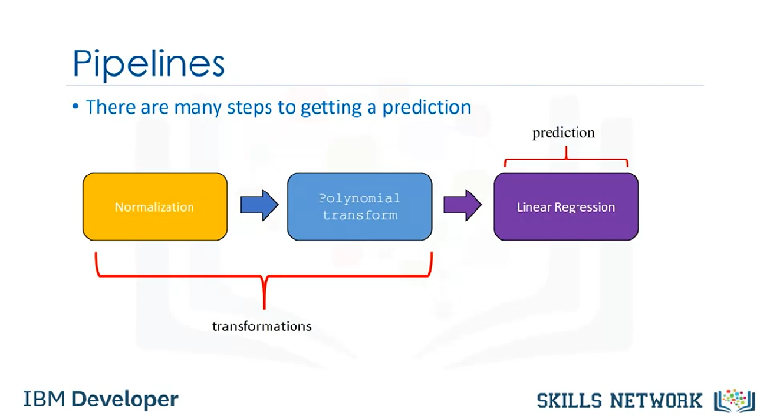 Pipelines
• There are many steps to getting a prediction
prediction
Normalization
Polynomial
transform
Linear Regression
transformations
IBM Developer
SKILLS NETWORK